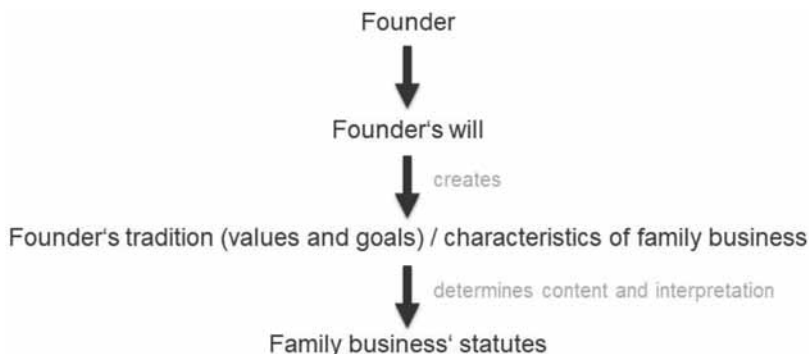 Founder
Founder‘s will
creates
Founder‘s tradition (values and goals) / characteristics of family business
determines content and interpretation
Family business‘ statutes